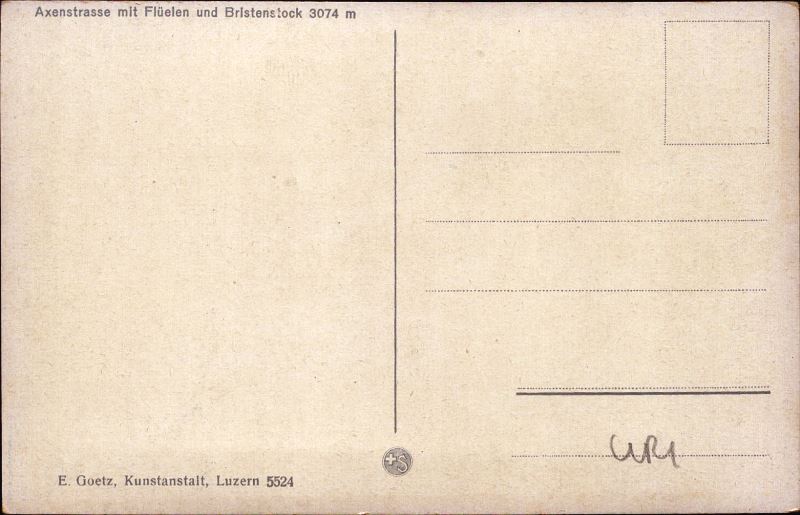 Axenstrasse mit Flüelen und Bristenstock 3074 m
E. Goetz, Kunstanstalt, Luzern 5524
+S
URI